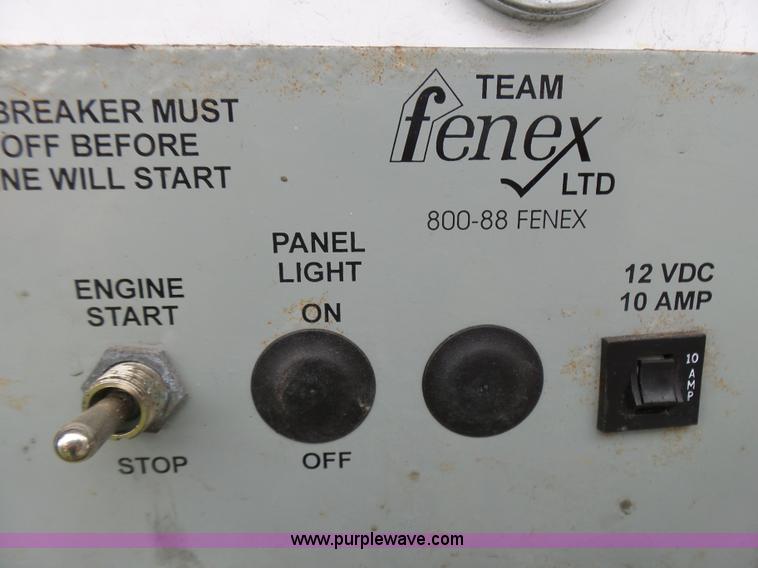 BREAKER MUST
OFF BEFORE
NE WILL START
TEAM
fenex
LTD
800-88 FENEX
PANEL
LIGHT
ON
OFF
ENGINE
START
STOP
12 VDC
10 AMP
10
A
M
P
www.purplewave.com